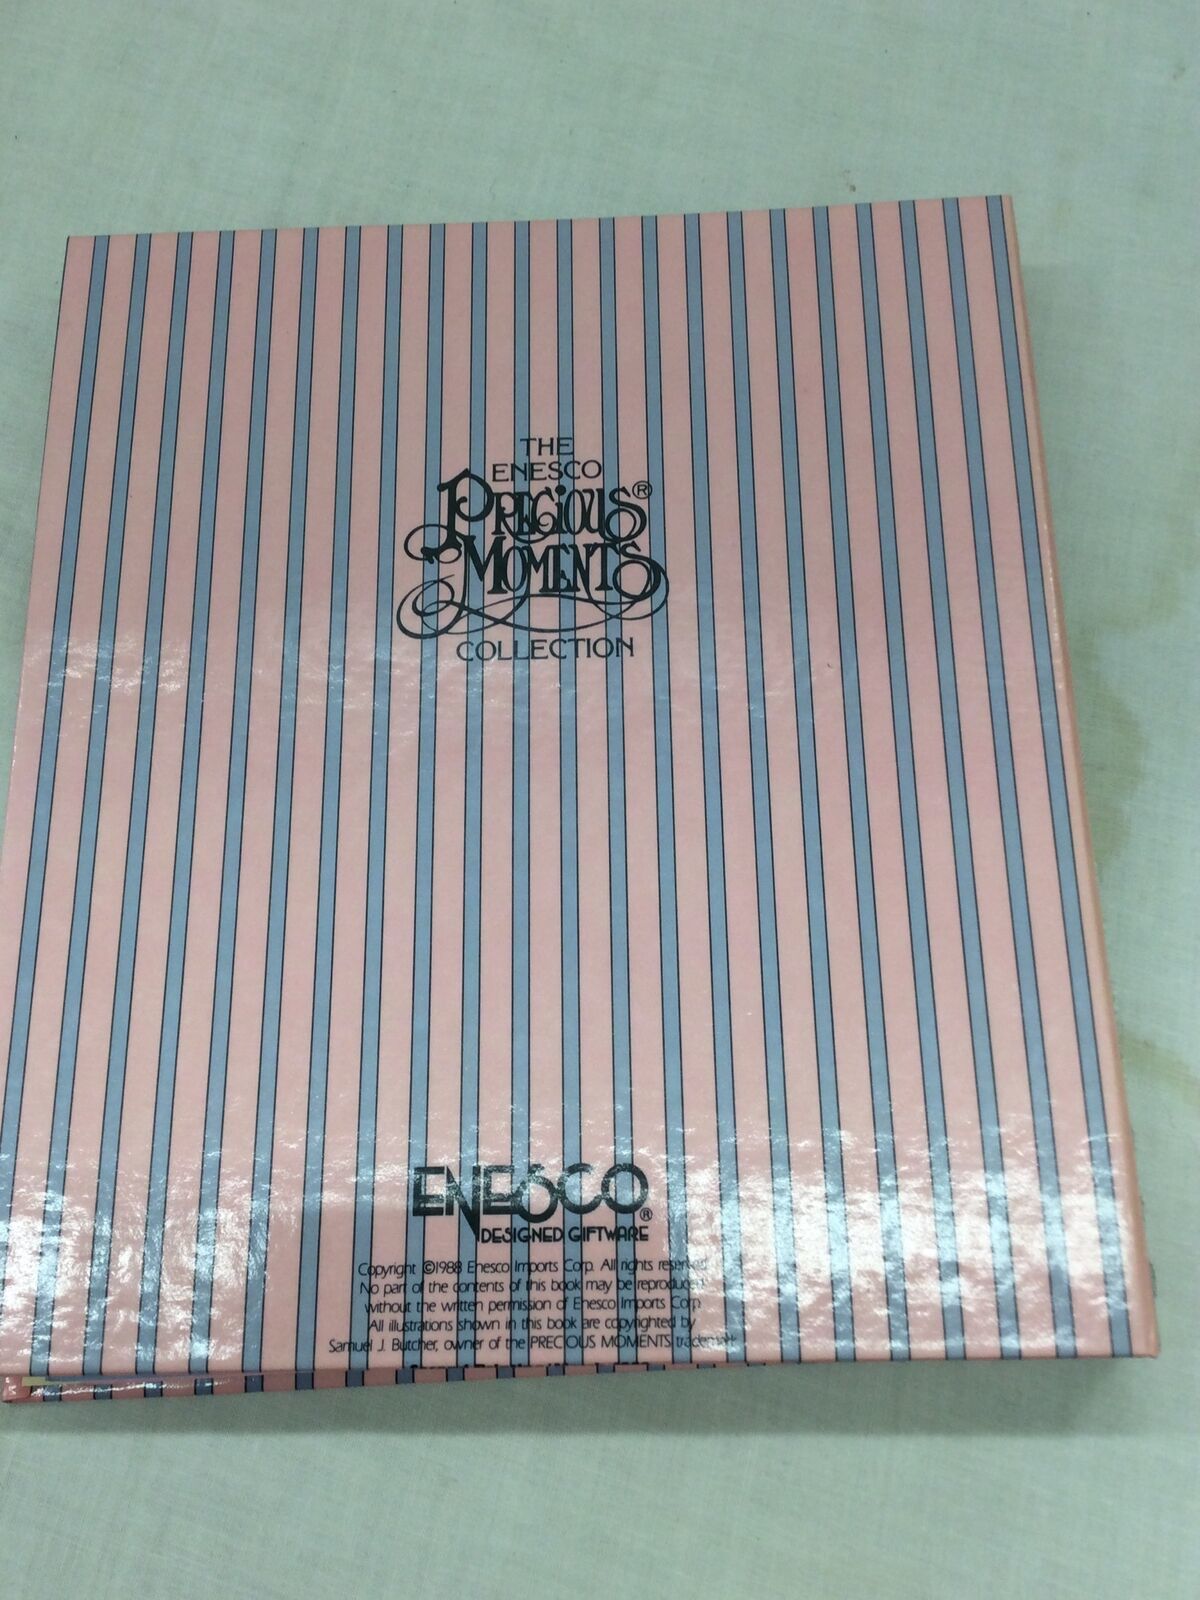 THE
ENESCO
PRECIOUS®
MOMENTS
COLLECTION
ENESCO®
DESIGNED GIFTWARE
Copyright ©1988 Enesco Imports Corp. All rights reserved.
No part of the contents of this book may be reproduced
without the written permission of Enesco Imports Corp.
All illustrations shown in this book are copyrighted by
Samuel J. Butcher, owner of the PRECIOUS MOMENTS trademark.